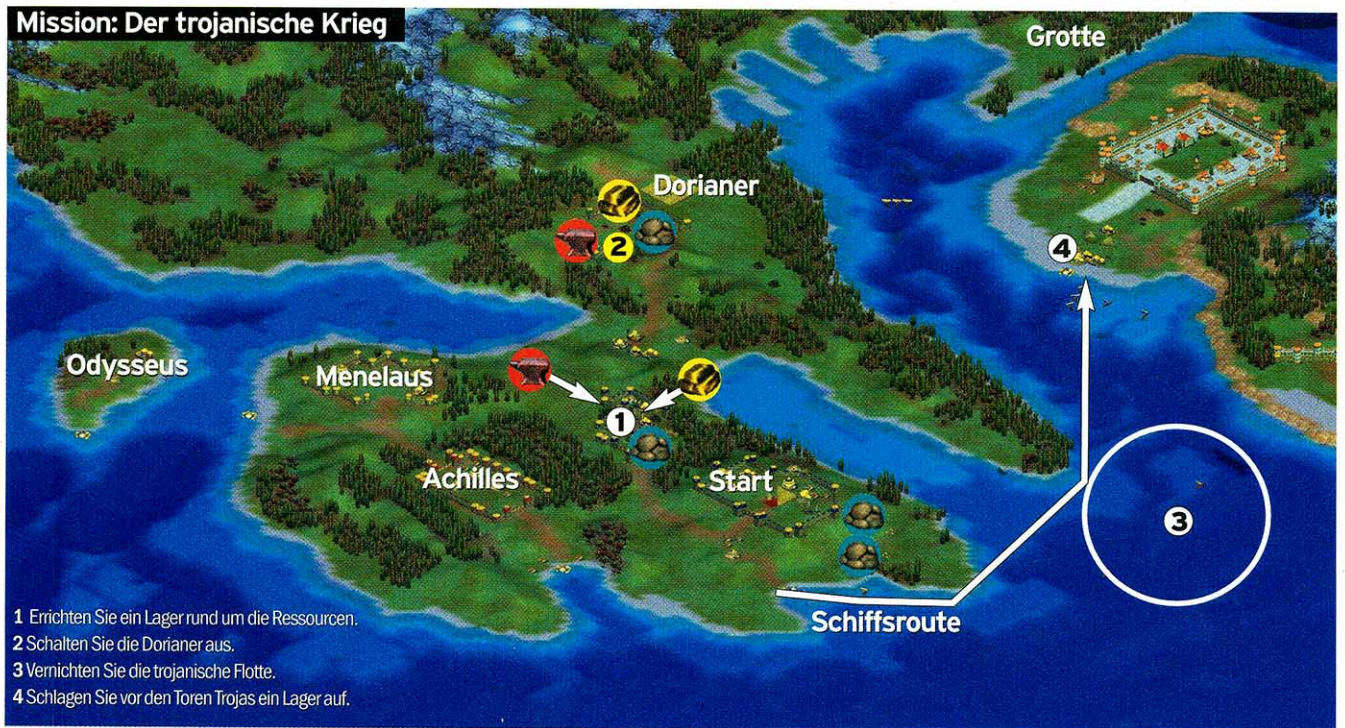 Mission: Der trojanische Krieg
Grotte
Dorianer
2
4
Odysseus
Menelaus
1
Achilles
Start
3
Schiffsroute
1 Errichten Sie ein Lager rund um die Ressourcen.
2 Schalten Sie die Dorianer aus.
3 Vernichten Sie die trojanische Flotte.
4 Schlagen Sie vor den Toren Trojas ein Lager auf.